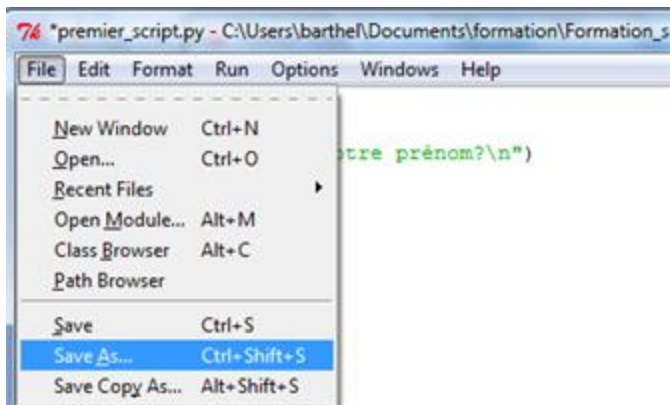 *premier_script.py - C:\Users\barthel\Documents\formation\Formation_s
File Edit Format Run Options Windows Help
New Window Ctrl+N
otre prénom?\n")
Open... Ctrl+O
Recent Files
Open Module... Alt+M
Class Browser Alt+C
Path Browser
Save Ctrl+S
Save As... Ctrl+Shift+S
Save Copy As... Alt+Shift+S